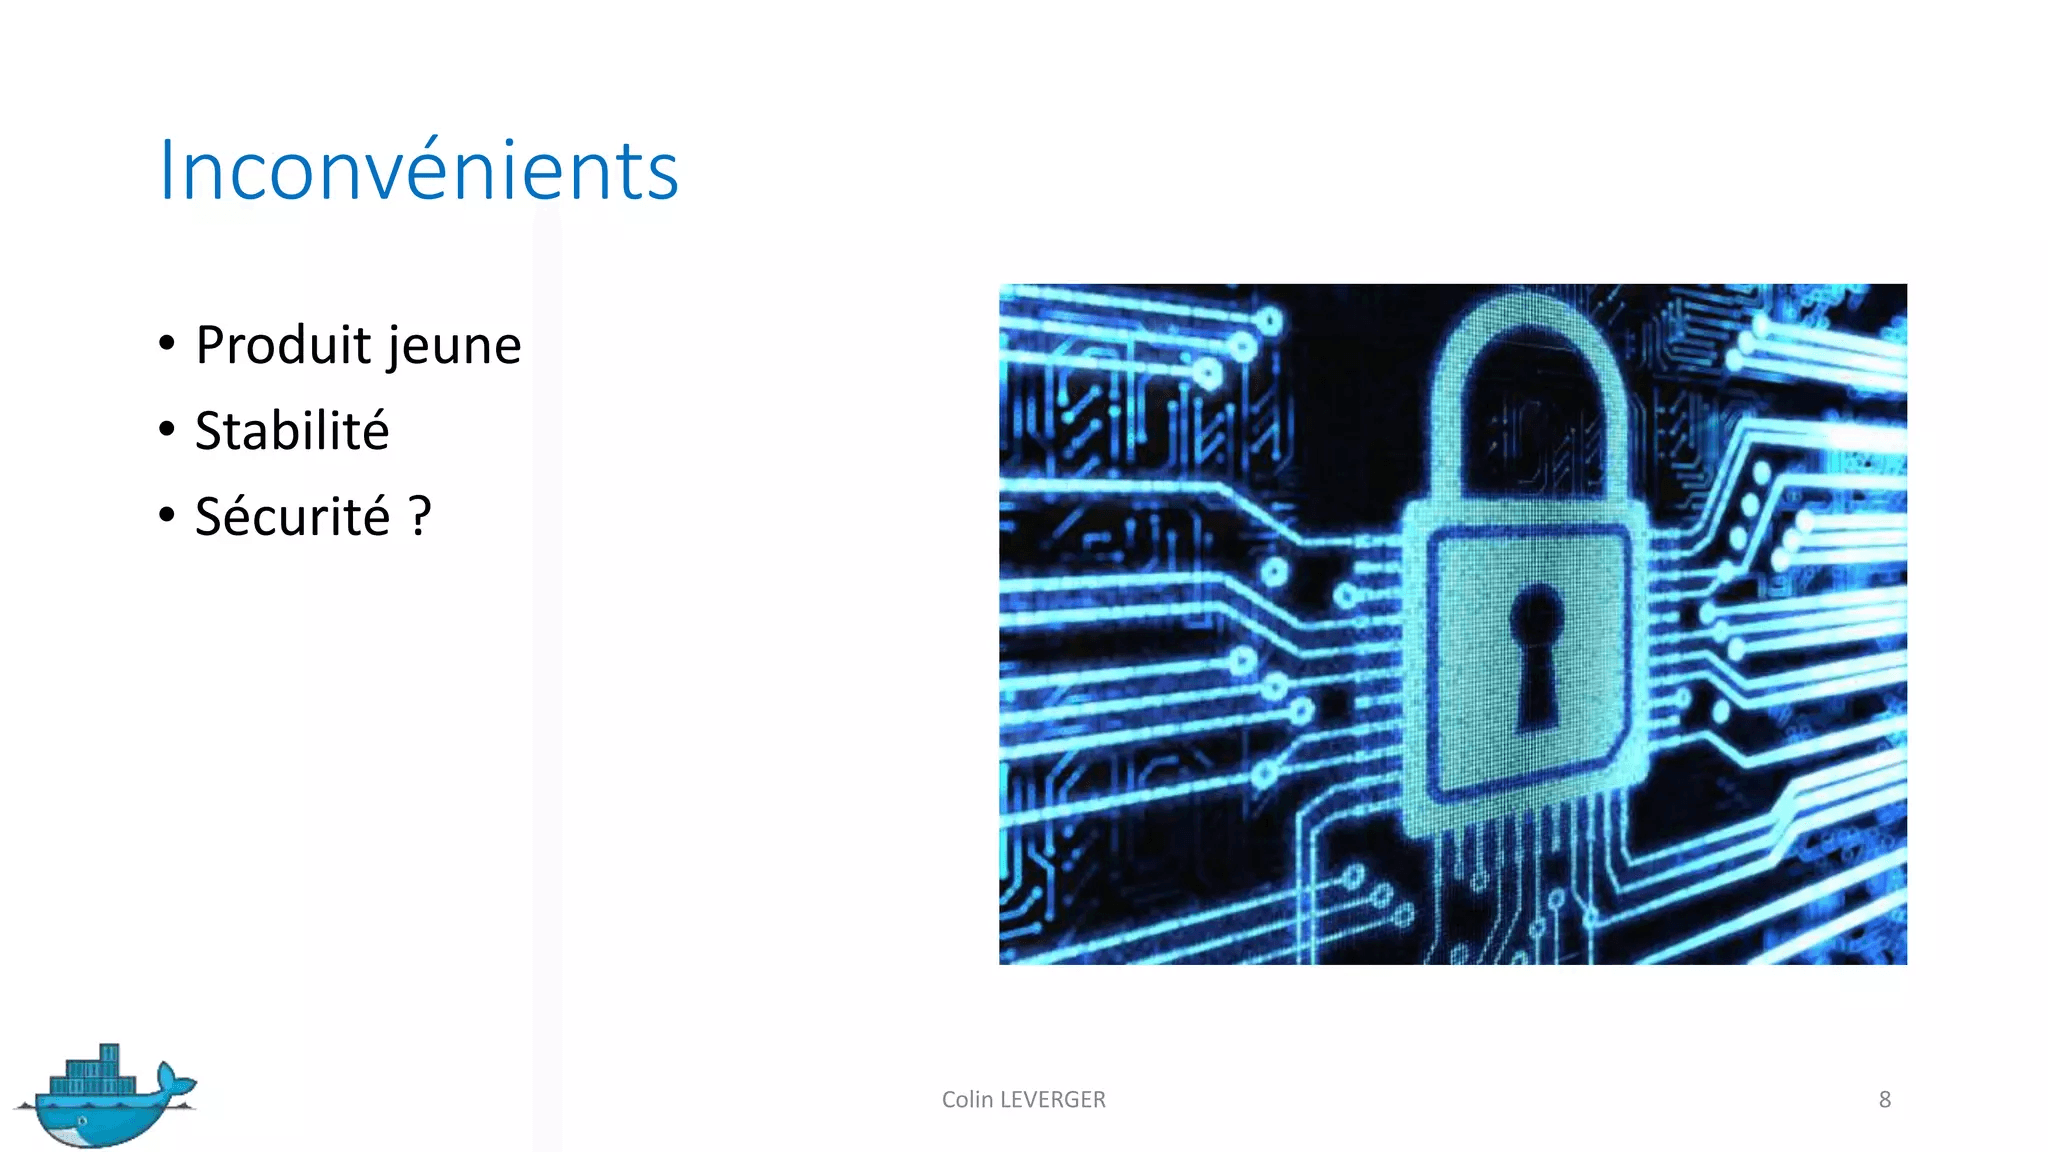 Inconvénients
• Produit jeune
• Stabilité
• Sécurité ?
Colin LEVERGER
8